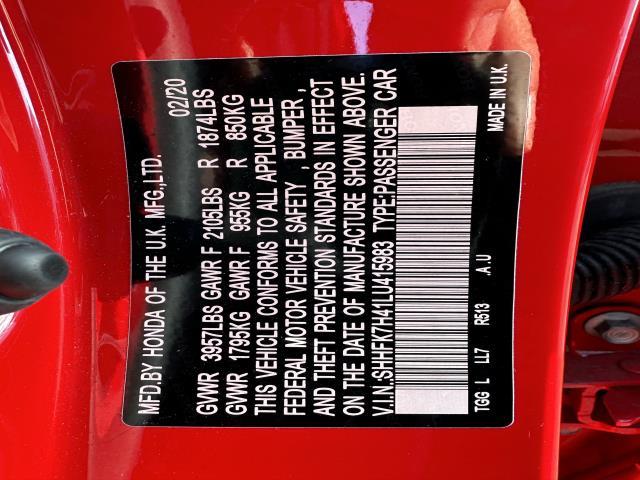 MFD.BY HONDA OF THE U.K. MFG.,LTD. 02/20
GVWR 3957LBS GAWR F 2105LBS R 1874LBS
GVWR 1795KG GAWR F 955KG R 850KG
THIS VEHICLE CONFORMS TO ALL APPLICABLE
FEDERAL MOTOR VEHICLE SAFETY , BUMPER ,
AND THEFT PREVENTION STANDARDS IN EFFECT
ON THE DATE OF MANUFACTURE SHOWN ABOVE.
V.I.N.:SHHFK7H41LU415983 TYPE:PASSENGER CAR
TGG L LL7 R513 .A.U MADE IN U.K.